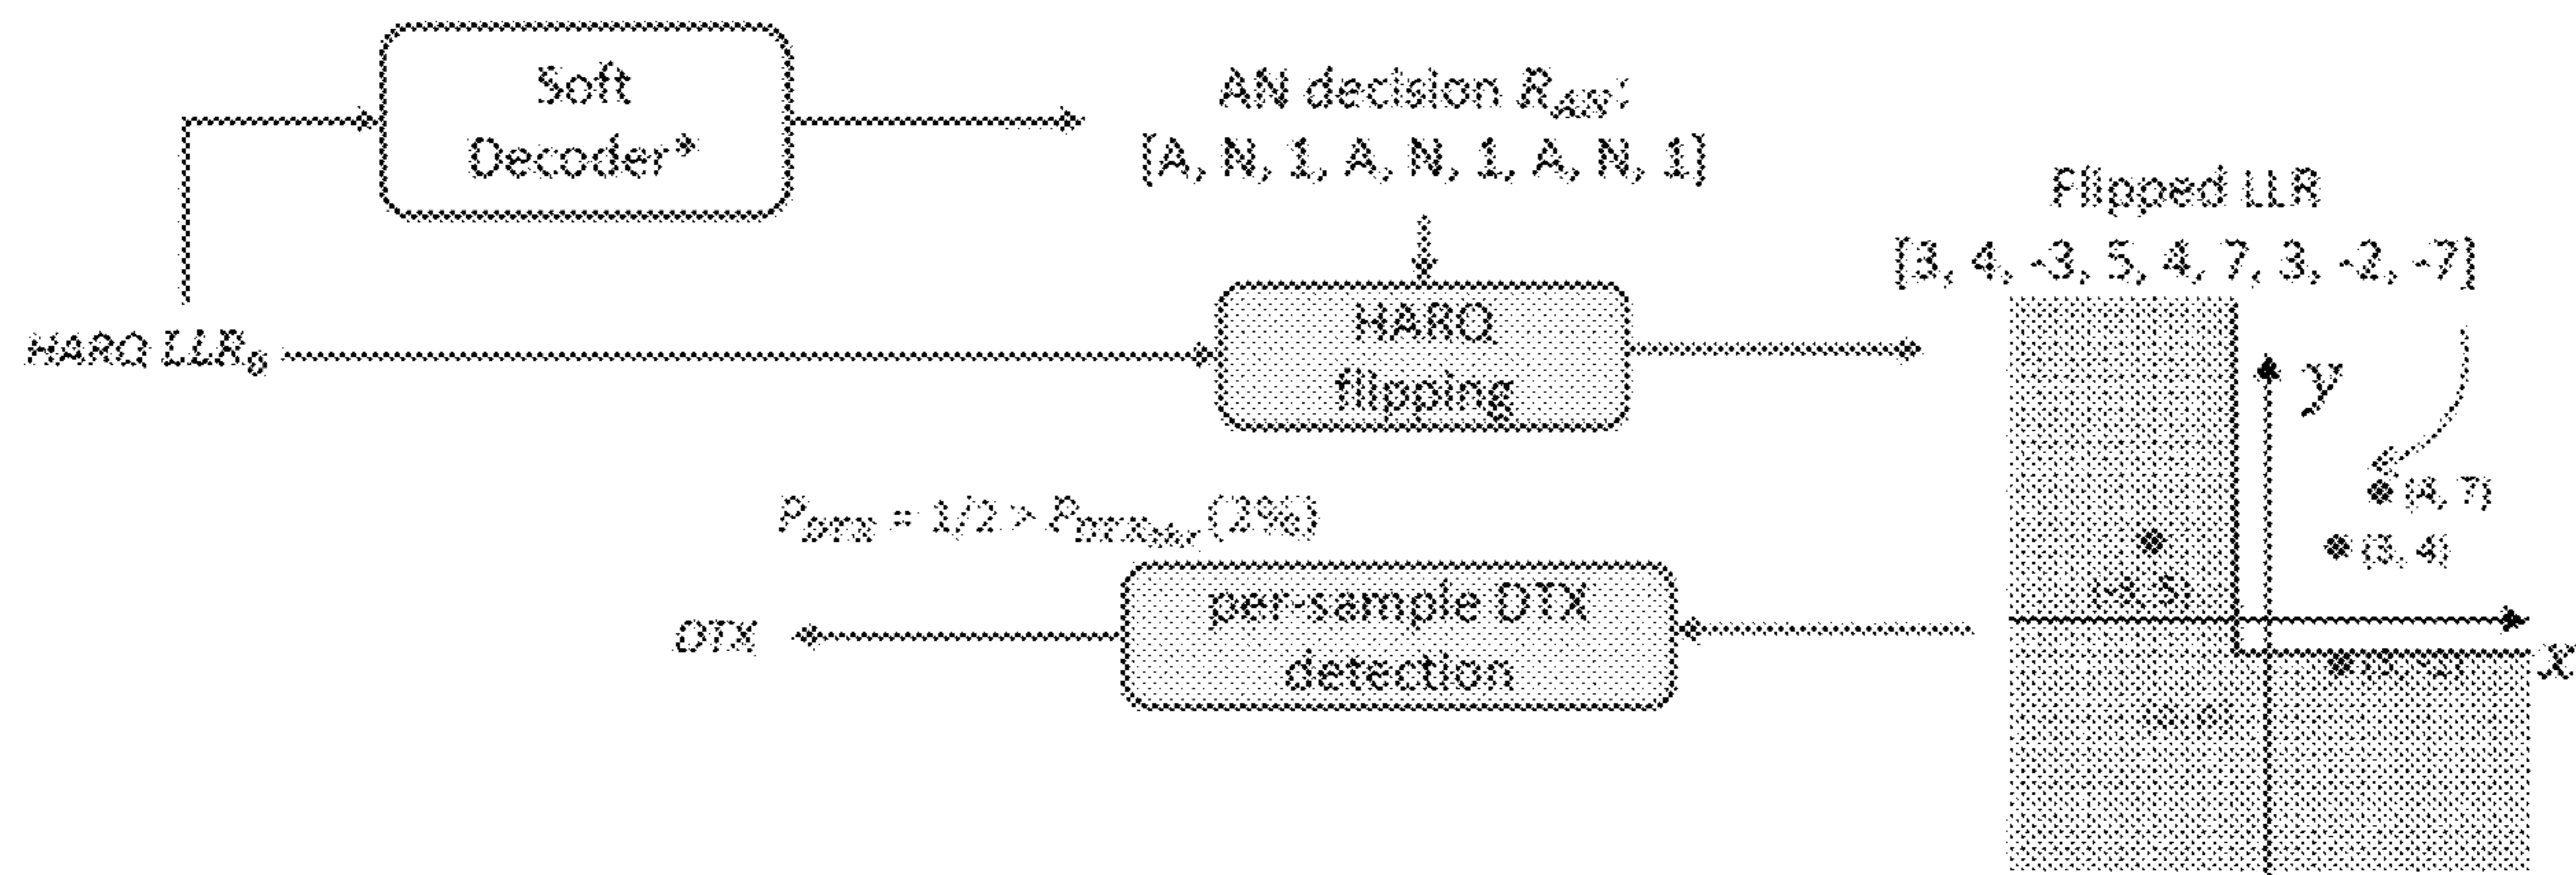 Soft
Decoder*
AN decision R_AN:
[A, N, 1, A, N, 1, A, N, 1]
Flipped LLR
[3, 4, -3, 5, 4, 7, 3, -2, -7]
HARQ LLR_0
HARQ
flipping
y
(4, 7)
(3, 4)
P_DTX = 1/2 > P_DTX (2%)
per-sample DTX
detection
DTX
x